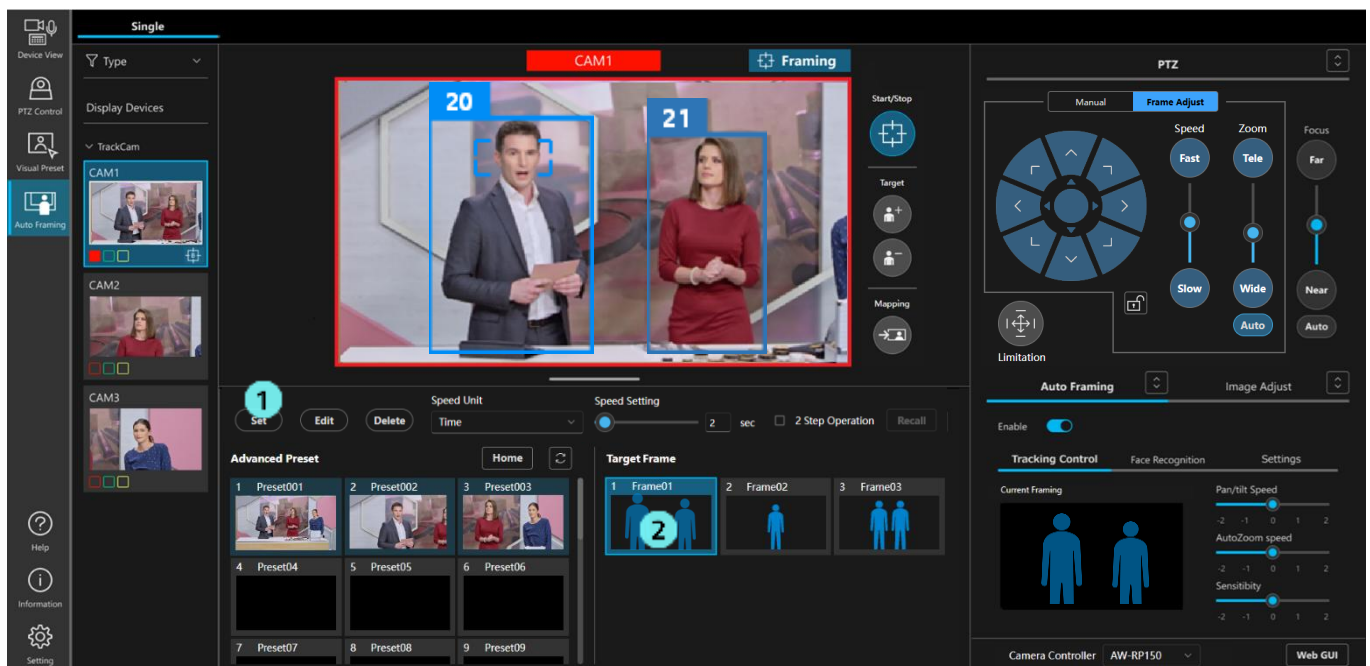 Device View
PTZ Control
Visual Preset
Auto Framing
Help
Information
Setting
Single
Type
Display Devices
TrackCam
CAM1
CAM2
CAM3
CAM1
Framing
20
21
Start/Stop
Target
Mapping
1
Set
Edit
Delete
Speed Unit
Time
Speed Setting
2 sec
2 Step Operation
Recall
Advanced Preset
Home
1 Preset001
2 Preset002
3 Preset003
4 Preset04
5 Preset05
6 Preset06
7 Preset07
8 Preset08
9 Preset09
Target Frame
1 Frame01
2 Frame02
3 Frame03
2
PTZ
Manual
Frame Adjust
Speed
Zoom
Focus
Fast
Tele
Far
Slow
Wide
Near
Auto
Auto
Limitation
Auto Framing
Image Adjust
Enable
Tracking Control
Face Recognition
Settings
Current Framing
Pan/tilt Speed
-2 -1 0 1 2
AutoZoom speed
-2 -1 0 1 2
Sensitibity
-2 -1 0 1 2
Camera Controller
AW-RP150
Web GUI